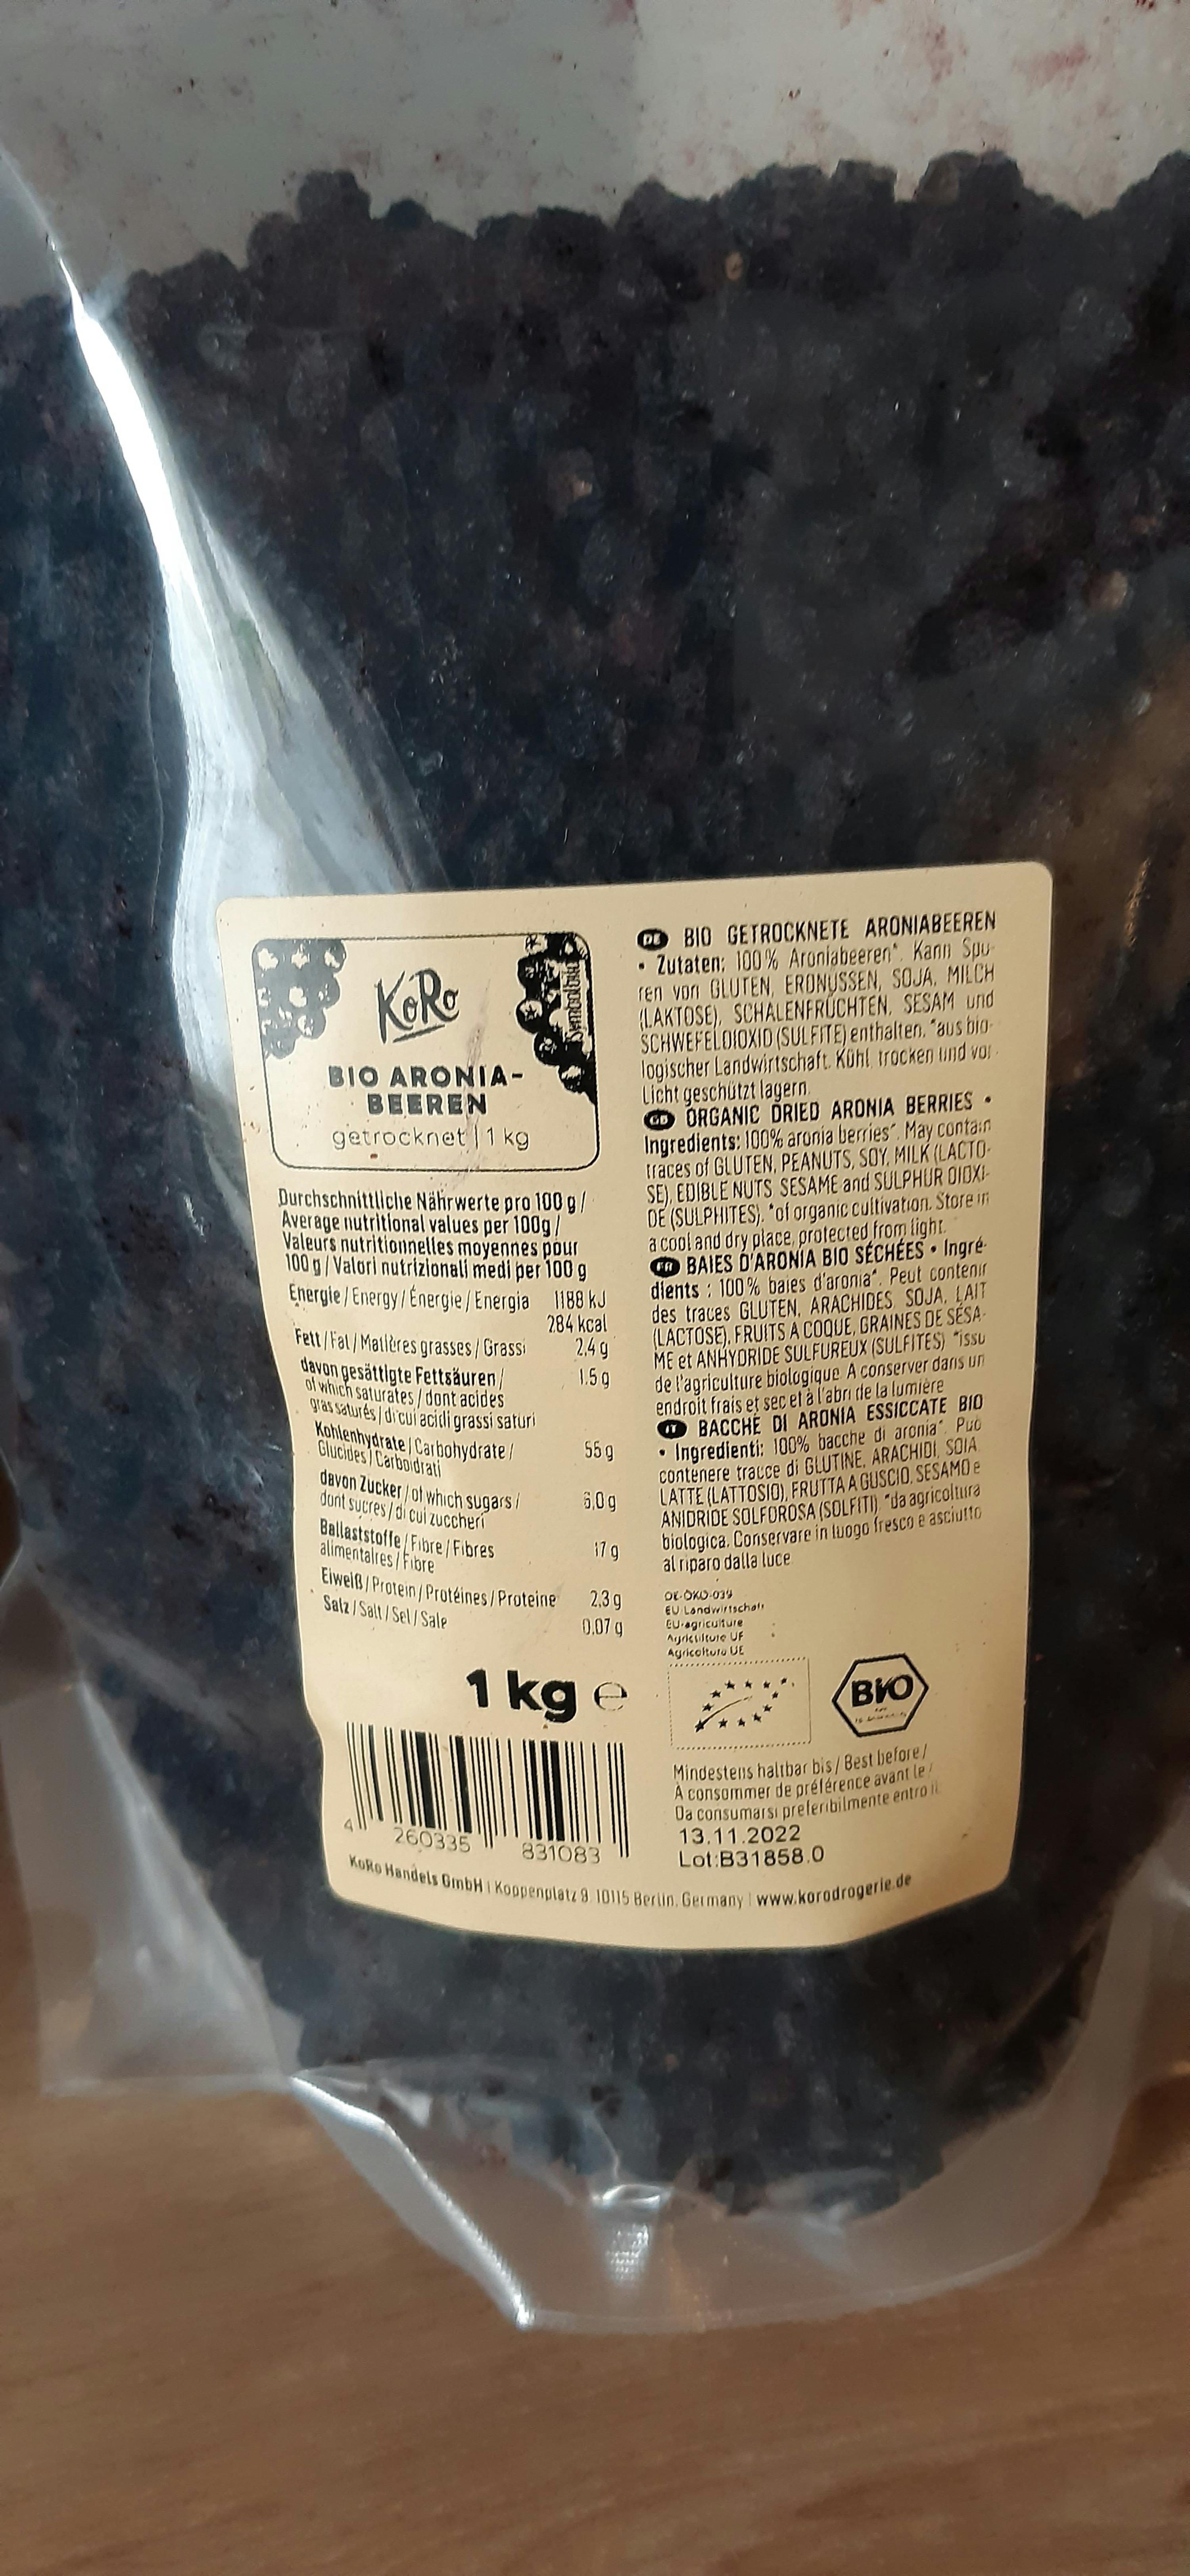 KoRo
BIO ARONIA-
BEEREN
getrocknet | 1 kg
Symbolbild
Durchschnittliche Nährwerte pro 100 g /
Average nutritional values per 100g /
Valeurs nutritionnelles moyennes pour
100 g / Valori nutrizionali medi per 100 g
Energie / Energy / Énergie / Energia 1188 kJ
284 kcal
Fett / Fat / Matières grasses / Grassi 2,4 g
davon gesättigte Fettsäuren / 1.5 g
of which saturates / dont acides
gras saturés / di cui acidi grassi saturi
Kohlenhydrate / Carbohydrate / 55 g
Glucides / Carboidrati
davon Zucker / of which sugars / 6,0 g
dont sucres / di cui zuccheri
Ballaststoffe / Fibre / Fibres 17 g
alimentaires / Fibre
Eiweiß / Protein / Protéines / Proteine 2,3 g
Salz / Salt / Sel / Sale 0,07 g
1 kg ℮
4 260335 831083
DE BIO GETROCKNETE ARONIABEEREN
• Zutaten: 100% Aroniabeeren*. Kann Spu-
ren von GLUTEN, ERDNÜSSEN, SOJA, MILCH
(LAKTOSE), SCHALENFRÜCHTEN, SESAM und
SCHWEFELDIOXID (SULFITE) enthalten. *aus bio-
logischer Landwirtschaft. Kühl, trocken und vor
Licht geschützt lagern.
GB ORGANIC DRIED ARONIA BERRIES •
Ingredients: 100% aronia berries*. May contain
traces of GLUTEN, PEANUTS, SOY, MILK (LACTO-
SE), EDIBLE NUTS, SESAME and SULPHUR DIOXI-
DE (SULPHITES). *of organic cultivation. Store in
a cool and dry place, protected from light.
FR BAIES D'ARONIA BIO SÉCHÉES • Ingré-
dients : 100% baies d'aronia*. Peut contenir
des traces GLUTEN, ARACHIDES, SOJA, LAIT
(LACTOSE), FRUITS À COQUE, GRAINES DE SÉSA-
ME et ANHYDRIDE SULFUREUX (SULFITES) *issu
de l'agriculture biologique. A conserver dans un
endroit frais et sec et à l'abri de la lumière
IT BACCHE DI ARONIA ESSICCATE BIO
• Ingredienti: 100% bacche di aronia*. Può
contenere tracce di GLUTINE, ARACHIDI, SOIA
LATTE (LATTOSIO), FRUTTA A GUSCIO, SESAMO e
ANIDRIDE SOLFOROSA (SOLFITI). *da agricoltura
biologica. Conservare in luogo fresco e asciutto
al riparo dalla luce.
DE-ÖKO-039
EU Landwirtschaft
EU-agriculture
Agriculture UE
Agricoltura UE
BIO
Mindestens haltbar bis / Best before /
À consommer de préférence avant le /
Da consumarsi preferibilmente entro il
13.11.2022
Lot:B31858.0
KoRo Handels GmbH | Koppenplatz 9, 10115 Berlin, Germany | www.korodrogerie.de